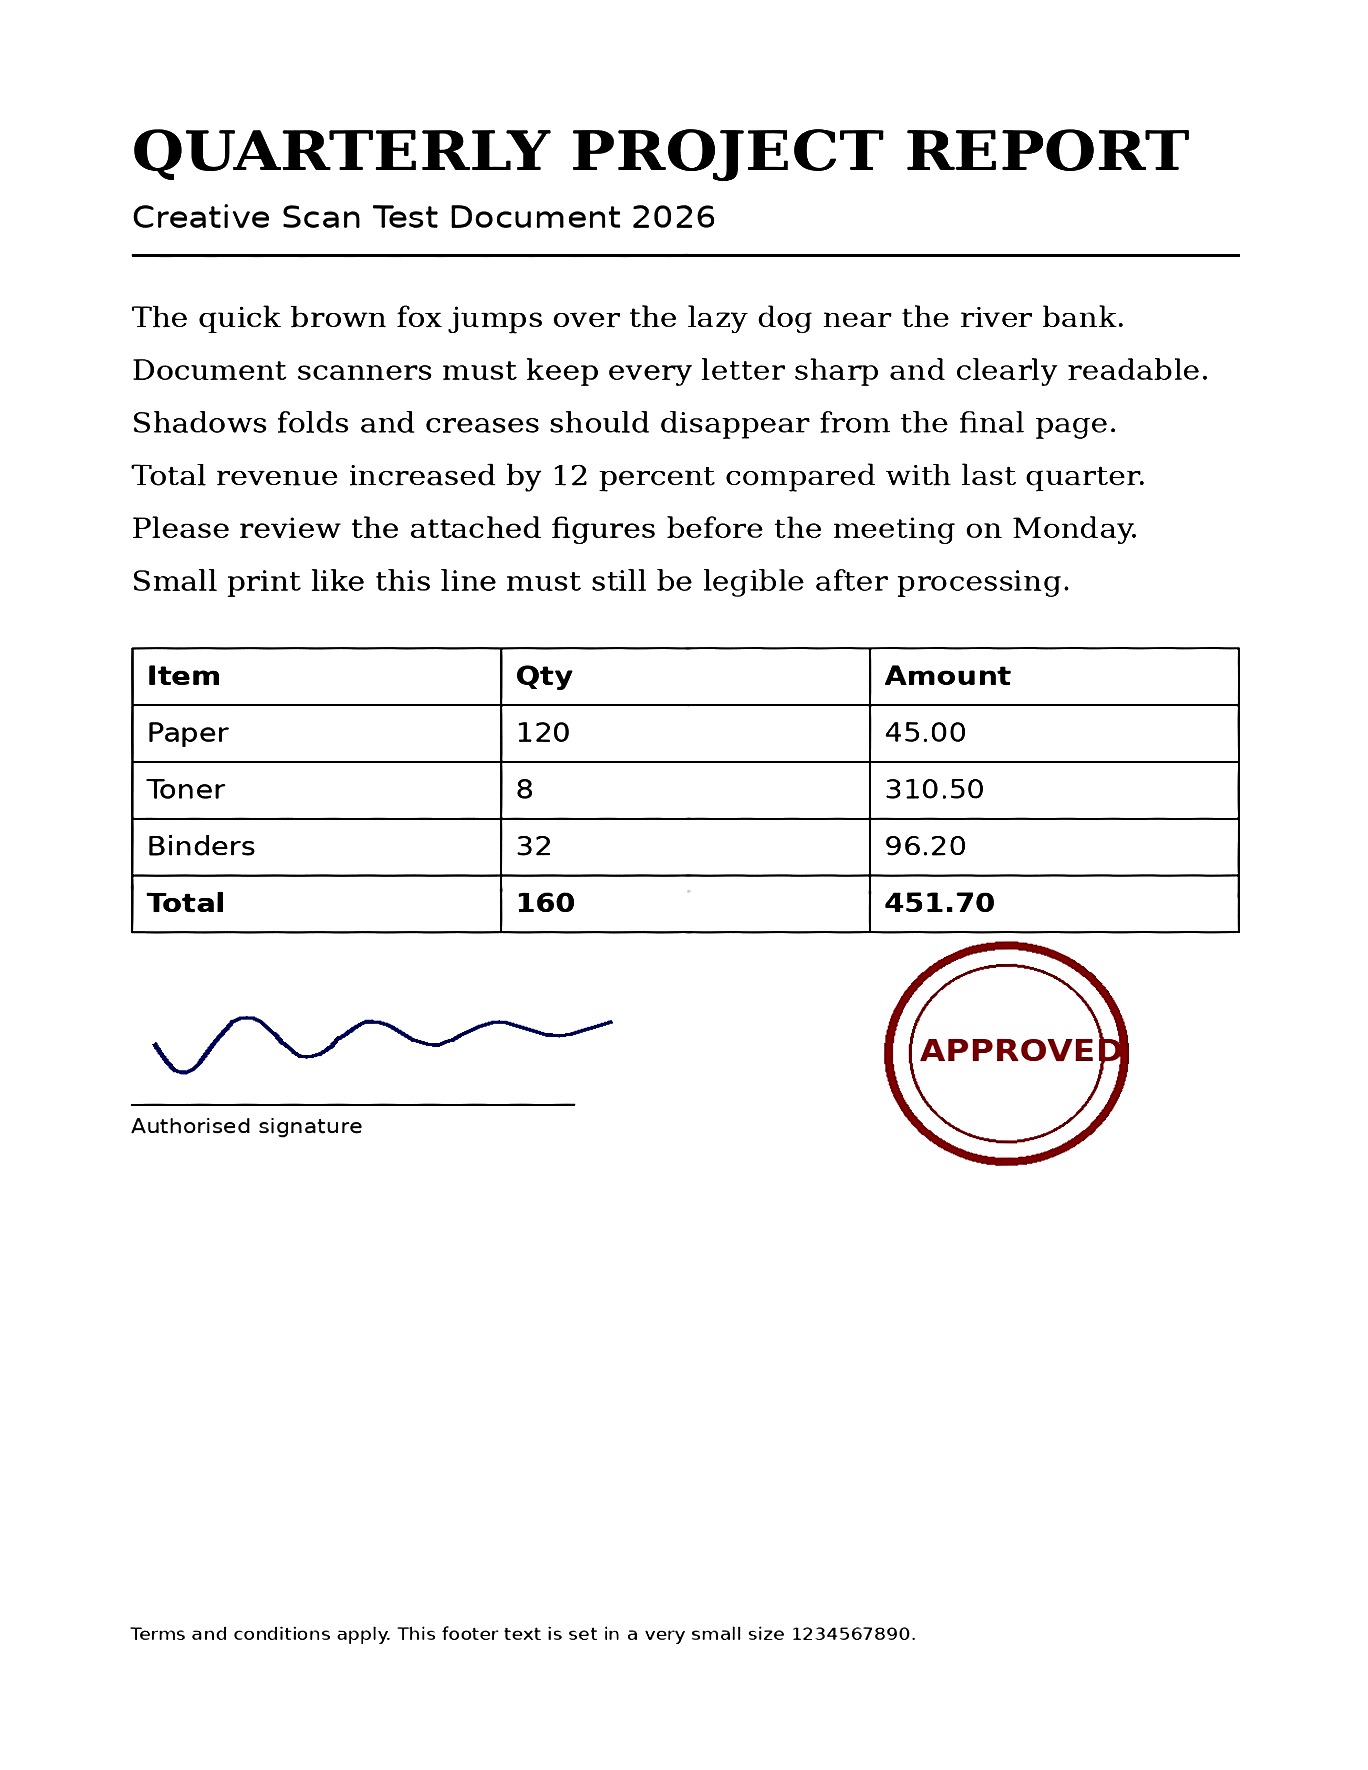 QUARTERLY PROJECT REPORT
Creative Scan Test Document 2026
The quick brown fox jumps over the lazy dog near the river bank.
Document scanners must keep every letter sharp and clearly readable.
Shadows folds and creases should disappear from the final page.
Total revenue increased by 12 percent compared with last quarter.
Please review the attached figures before the meeting on Monday.
Small print like this line must still be legible after processing.
Item Qty Amount
Paper 120 45.00
Toner 8 310.50
Binders 32 96.20
Total 160 451.70
APPROVED
Authorised signature
Terms and conditions apply. This footer text is set in a very small size 1234567890.